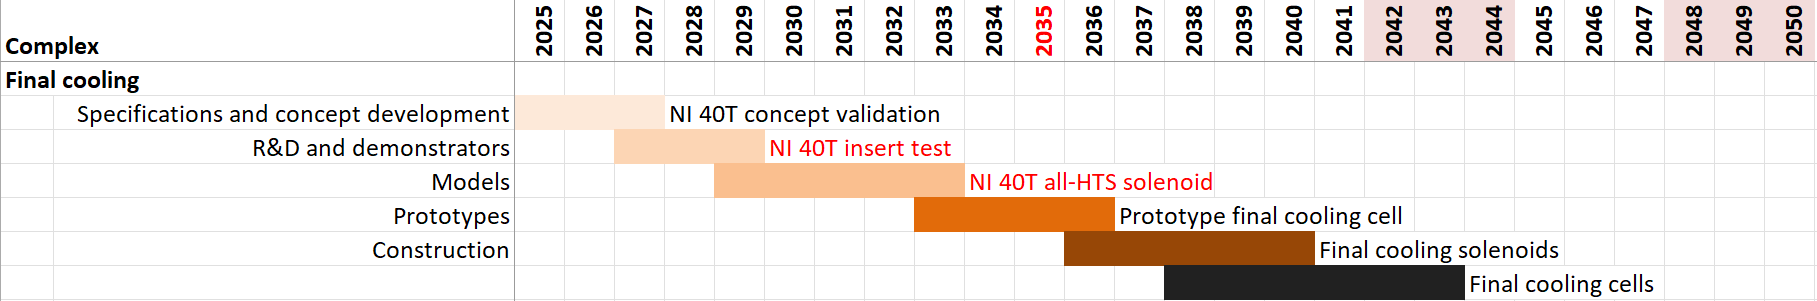 Complex 2025 2026 2027 2028 2029 2030 2031 2032 2033 2034 2035 2036 2037 2038 2039 2040 2041 2042 2043 2044 2045 2046 2047 2048 2049 2050
Final cooling
Specifications and concept development NI 40T concept validation
R&D and demonstrators NI 40T insert test
Models NI 40T all-HTS solenoid
Prototypes Prototype final cooling cell
Construction Final cooling solenoids
Final cooling cells